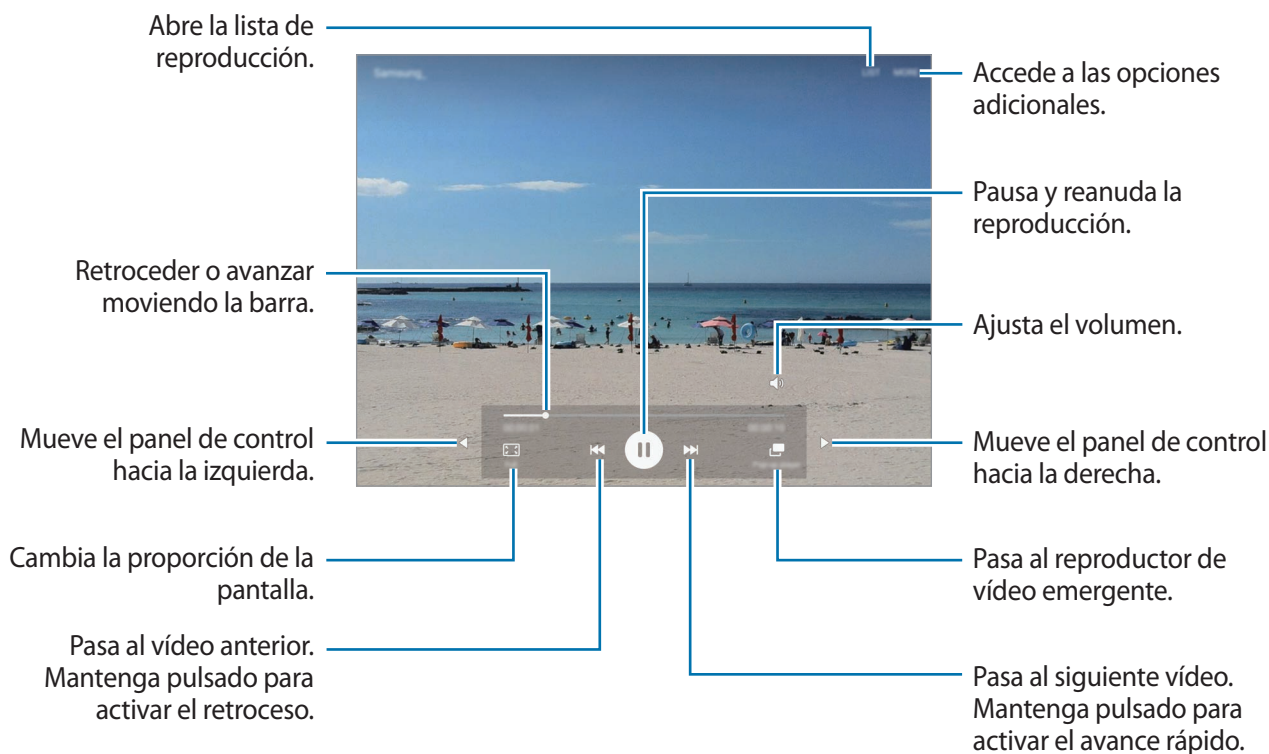 Abre la lista de
reproducción.
Samsung_
LIST MORE
Accede a las opciones
adicionales.
Pausa y reanuda la
reproducción.
Retroceder o avanzar
moviendo la barra.
Ajusta el volumen.
Mueve el panel de control
hacia la izquierda.
Mueve el panel de control
hacia la derecha.
Cambia la proporción de la
pantalla.
Pasa al reproductor de
vídeo emergente.
Pasa al vídeo anterior.
Mantenga pulsado para
activar el retroceso.
Pasa al siguiente vídeo.
Mantenga pulsado para
activar el avance rápido.